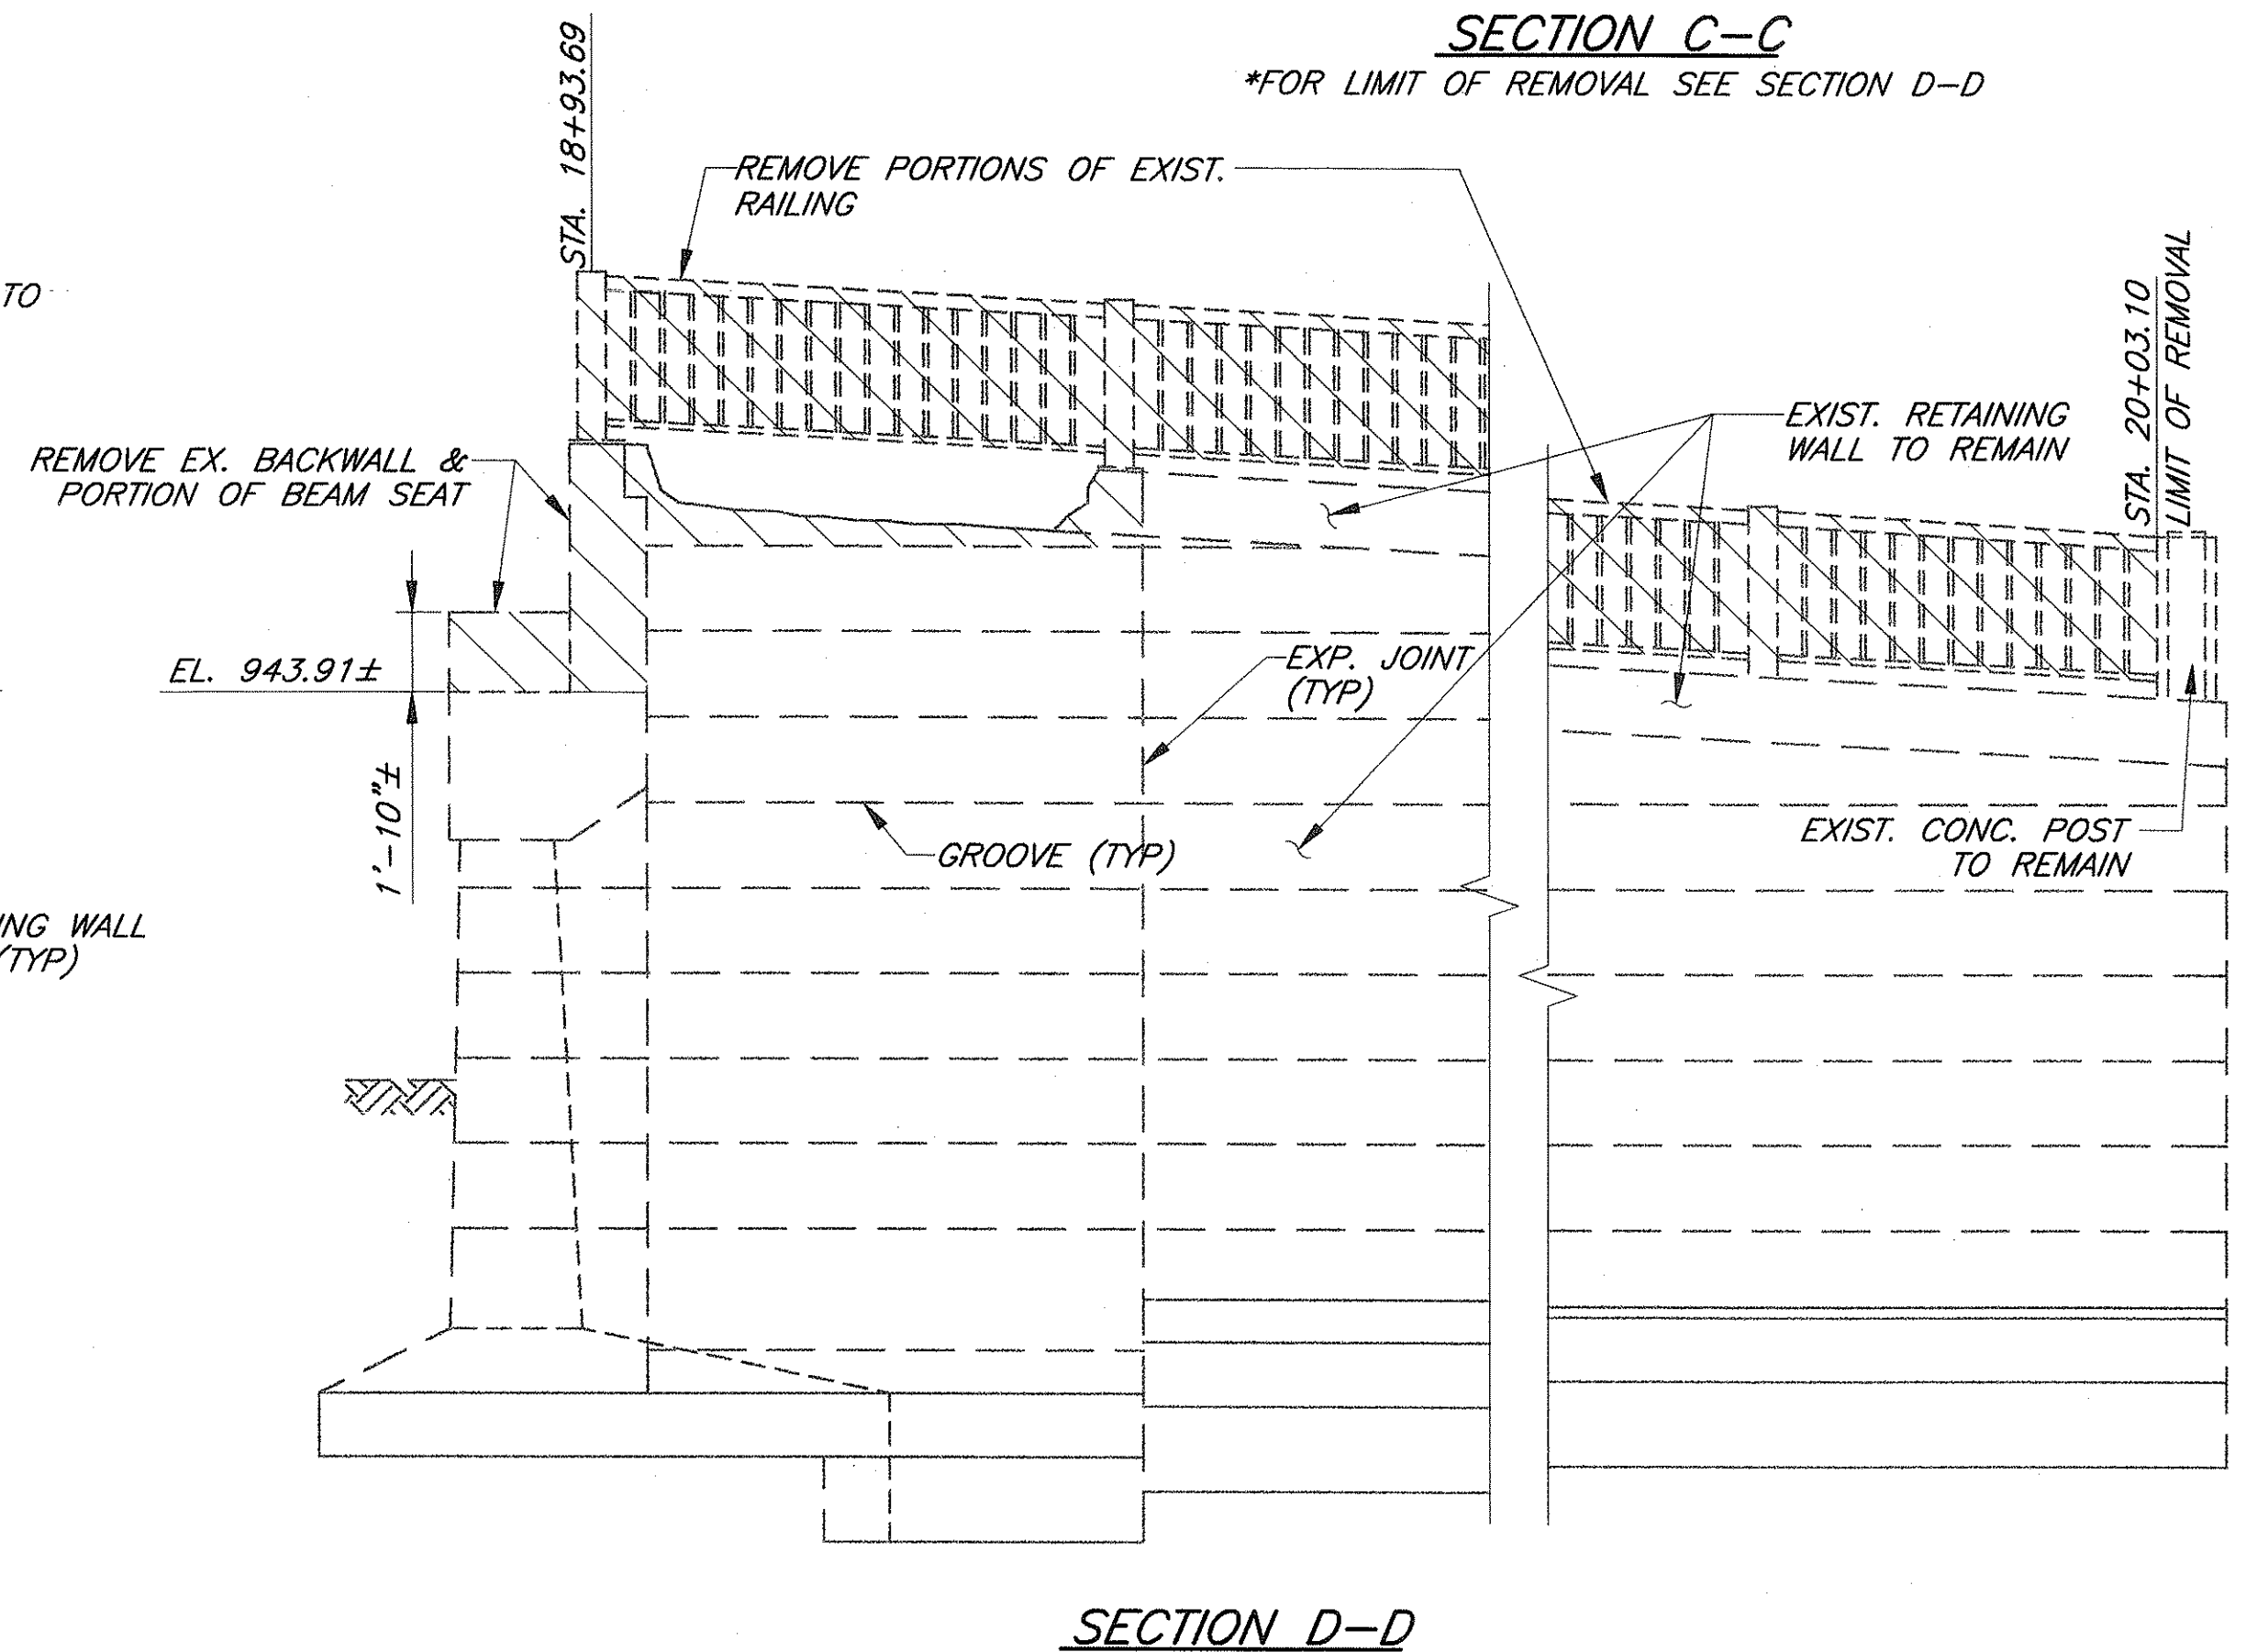 SECTION C-C
*FOR LIMIT OF REMOVAL SEE SECTION D-D
STA. 18+93.69
REMOVE PORTIONS OF EXIST.
RAILING
TO
STA. 20+03.10
LIMIT OF REMOVAL
EXIST. RETAINING
WALL TO REMAIN
REMOVE EX. BACKWALL &
PORTION OF BEAM SEAT
EL. 943.91±
EXP. JOINT
(TYP)
1'-10"±
GROOVE (TYP)
EXIST. CONC. POST
TO REMAIN
NG WALL
(TYP)
SECTION D-D